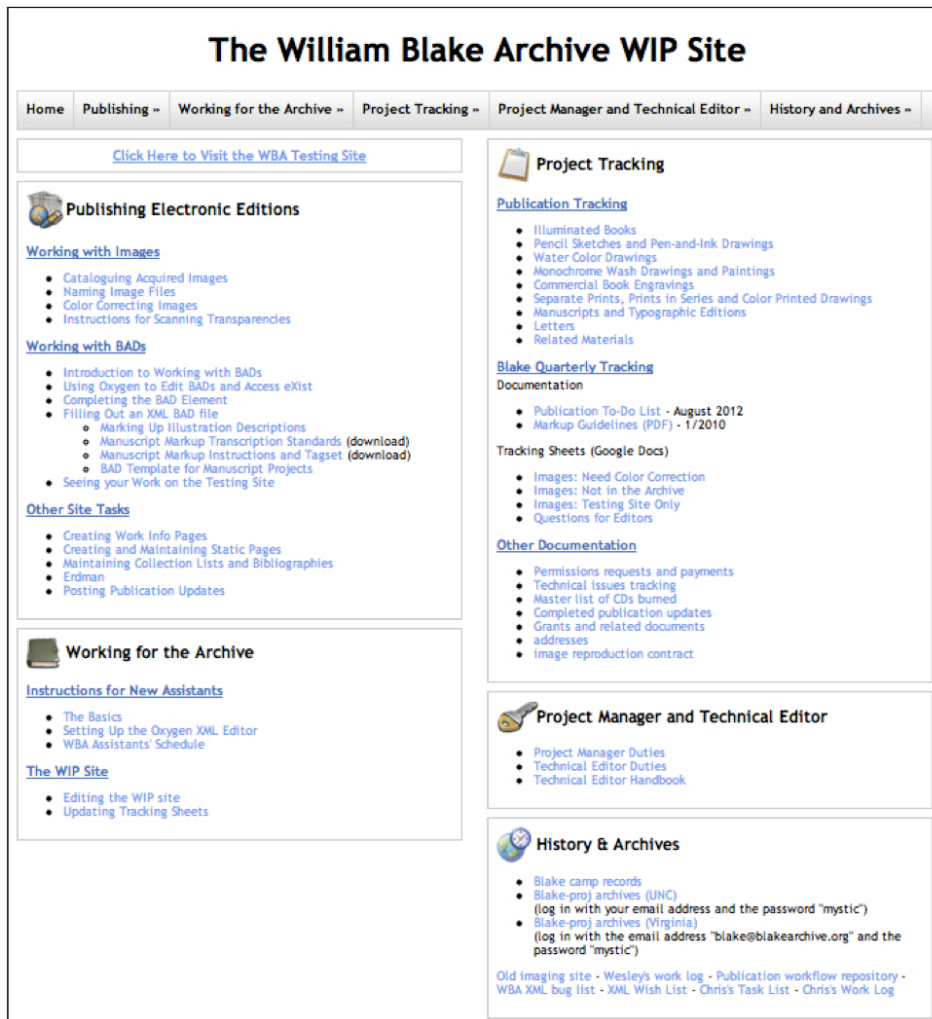 The William Blake Archive WIP Site
Home
Publishing »
Working for the Archive »
Project Tracking »
Project Manager and Technical Editor »
History and Archives »
Click Here to Visit the WBA Testing Site
Publishing Electronic Editions
Working with Images
Cataloguing Acquired Images
Naming Image Files
Color Correcting Images
Instructions for Scanning Transparencies
Working with BADs
Introduction to Working with BADs
Using Oxygen to Edit BADs and Access eXist
Completing the BAD Element
Filling Out an XML BAD file
Marking Up Illustration Descriptions
Manuscript Markup Transcription Standards (download)
Manuscript Markup Instructions and Tagset (download)
BAD Template for Manuscript Projects
Seeing your Work on the Testing Site
Other Site Tasks
Creating Work Info Pages
Creating and Maintaining Static Pages
Maintaining Collection Lists and Bibliographies
Erdman
Posting Publication Updates
Working for the Archive
Instructions for New Assistants
The Basics
Setting Up the Oxygen XML Editor
WBA Assistants' Schedule
The WIP Site
Editing the WIP site
Updating Tracking Sheets
Project Tracking
Publication Tracking
Illuminated Books
Pencil Sketches and Pen-and-Ink Drawings
Water Color Drawings
Monochrome Wash Drawings and Paintings
Commercial Book Engravings
Separate Prints, Prints in Series and Color Printed Drawings
Manuscripts and Typographic Editions
Letters
Related Materials
Blake Quarterly Tracking
Documentation
Publication To-Do List - August 2012
Markup Guidelines (PDF) - 1/2010
Tracking Sheets (Google Docs)
Images: Need Color Correction
Images: Not in the Archive
Images: Testing Site Only
Questions for Editors
Other Documentation
Permissions requests and payments
Technical issues tracking
Master list of CDs burned
Completed publication updates
Grants and related documents
addresses
image reproduction contract
Project Manager and Technical Editor
Project Manager Duties
Technical Editor Duties
Technical Editor Handbook
History & Archives
Blake camp records
Blake-proj archives (UNC)
(log in with your email address and the password "mystic")
Blake-proj archives (Virginia)
(log in with the email address "blake@blakearchive.org" and the
password "mystic")
Old imaging site - Wesley's work log - Publication workflow repository -
WBA XML bug list - XML Wish List - Chris's Task List - Chris's Work Log